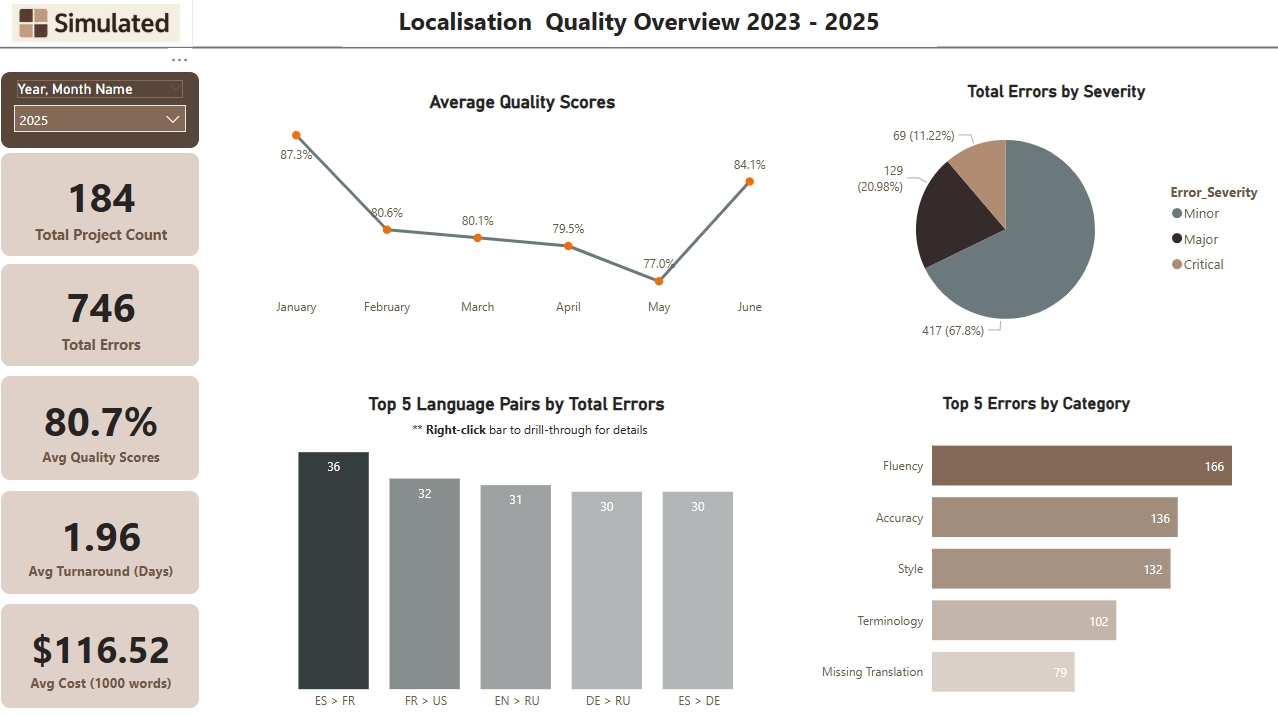 Simulated
Localisation  Quality Overview 2023 - 2025
Year, Month Name
2025
184
Total Project Count
746
Total Errors
80.7%
Avg Quality Scores
1.96
Avg Turnaround (Days)
$116.52
Avg Cost (1000 words)
Average Quality Scores
87.3%
80.6%
80.1%
79.5%
77.0%
84.1%
January
February
March
April
May
June
Total Errors by Severity
69 (11.22%)
129
(20.98%)
417 (67.8%)
Error_Severity
Minor
Major
Critical
Top 5 Language Pairs by Total Errors
** Right-click bar to drill-through for details
36
32
31
30
30
ES > FR
FR > US
EN > RU
DE > RU
ES > DE
Top 5 Errors by Category
Fluency 166
Accuracy 136
Style 132
Terminology 102
Missing Translation 79